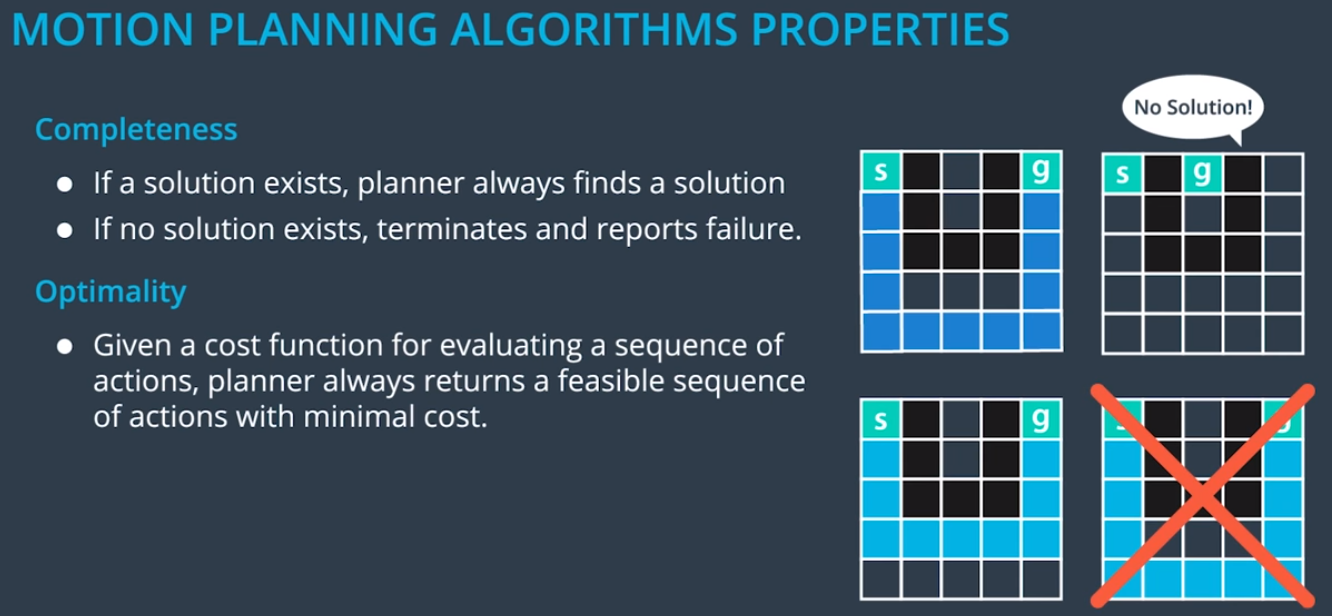 MOTION PLANNING ALGORITHMS PROPERTIES
Completeness
● If a solution exists, planner always finds a solution
● If no solution exists, terminates and reports failure.
Optimality
● Given a cost function for evaluating a sequence of
actions, planner always returns a feasible sequence
of actions with minimal cost.
No Solution!
s g
s g
s g